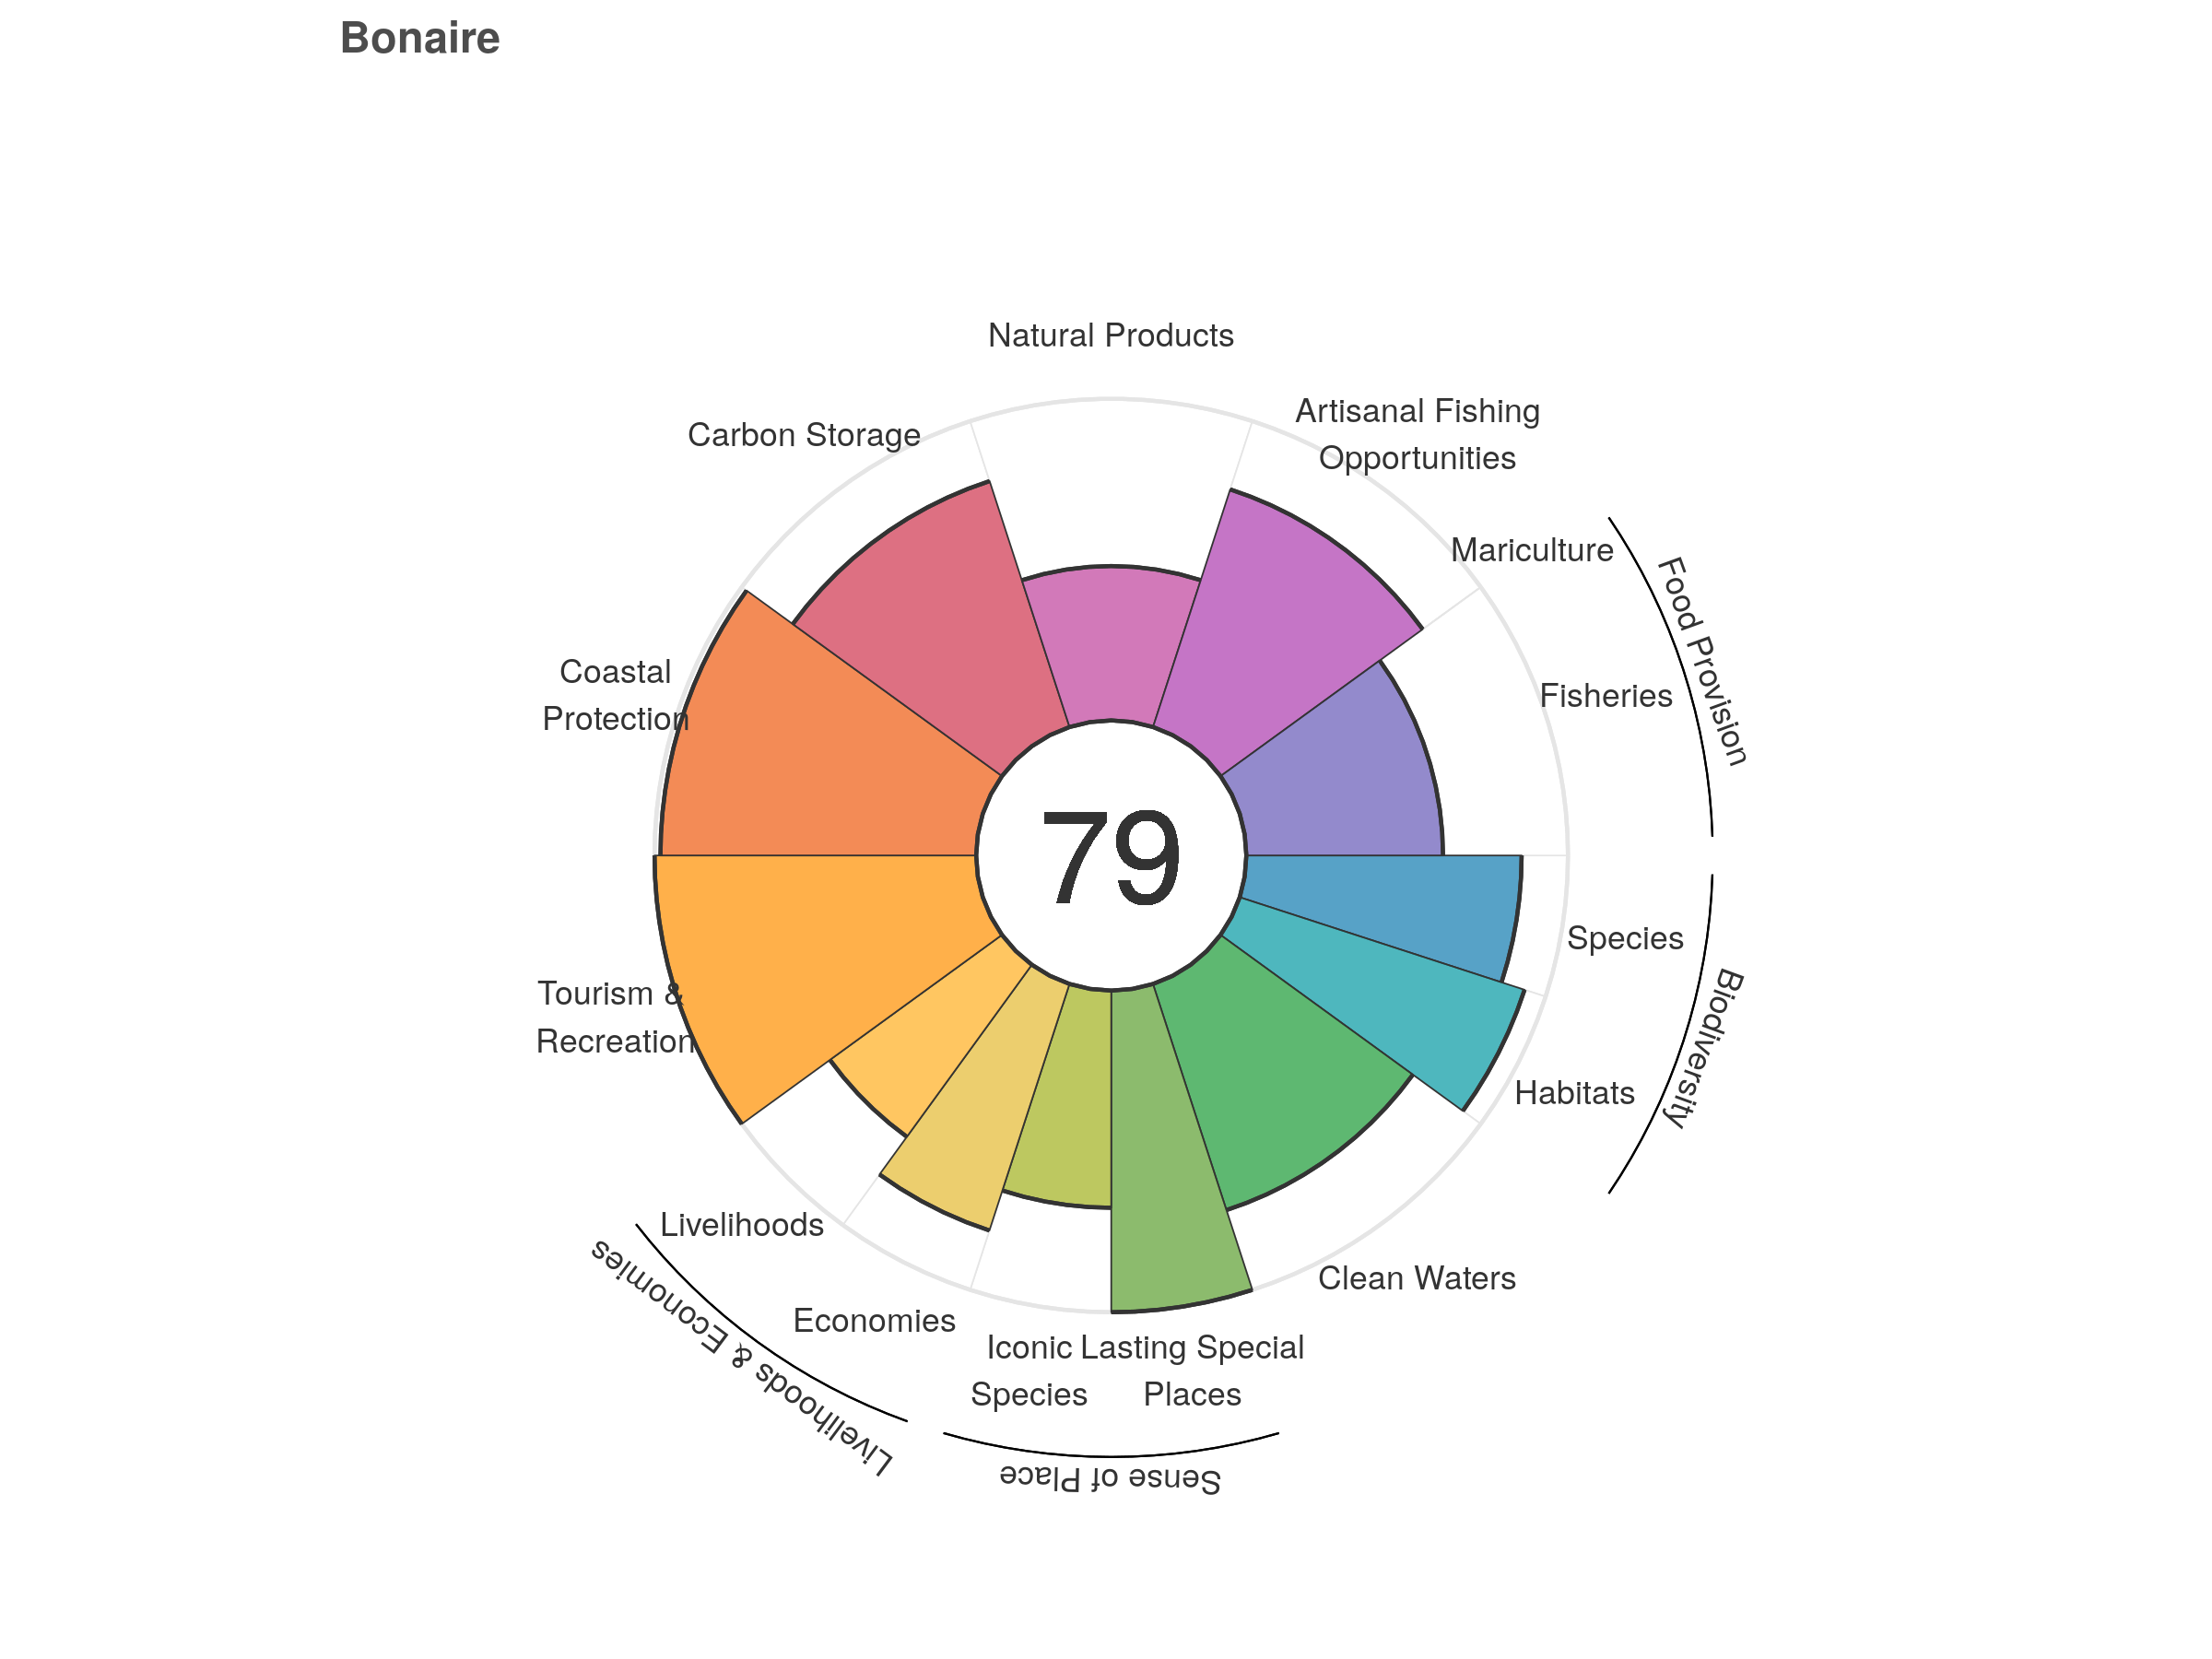 Bonaire
Natural Products
Artisanal Fishing
Opportunities
Carbon Storage
Mariculture
Food Provision
Fisheries
Coastal
Protection
79
Species
Biodiversity
Habitats
Tourism &
Recreation
Livelihoods
Livelihoods & Economies
Economies
Clean Waters
Iconic
Species
Lasting Special
Places
Sense of Place